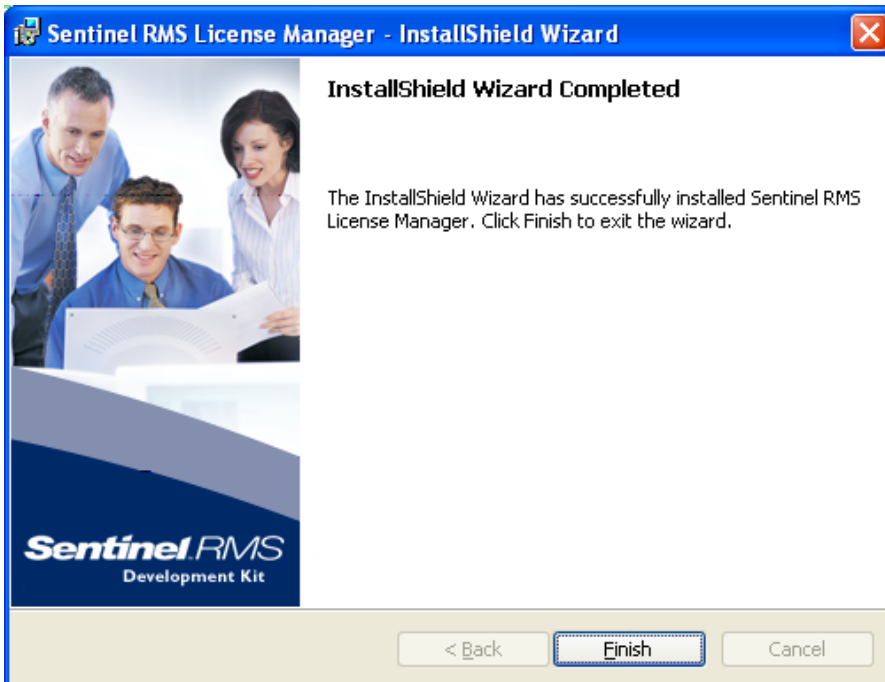 Sentinel RMS License Manager - InstallShield Wizard
InstallShield Wizard Completed
The InstallShield Wizard has successfully installed Sentinel RMS
License Manager. Click Finish to exit the wizard.
Sentinel.RMS
Development Kit
< Back
Finish
Cancel